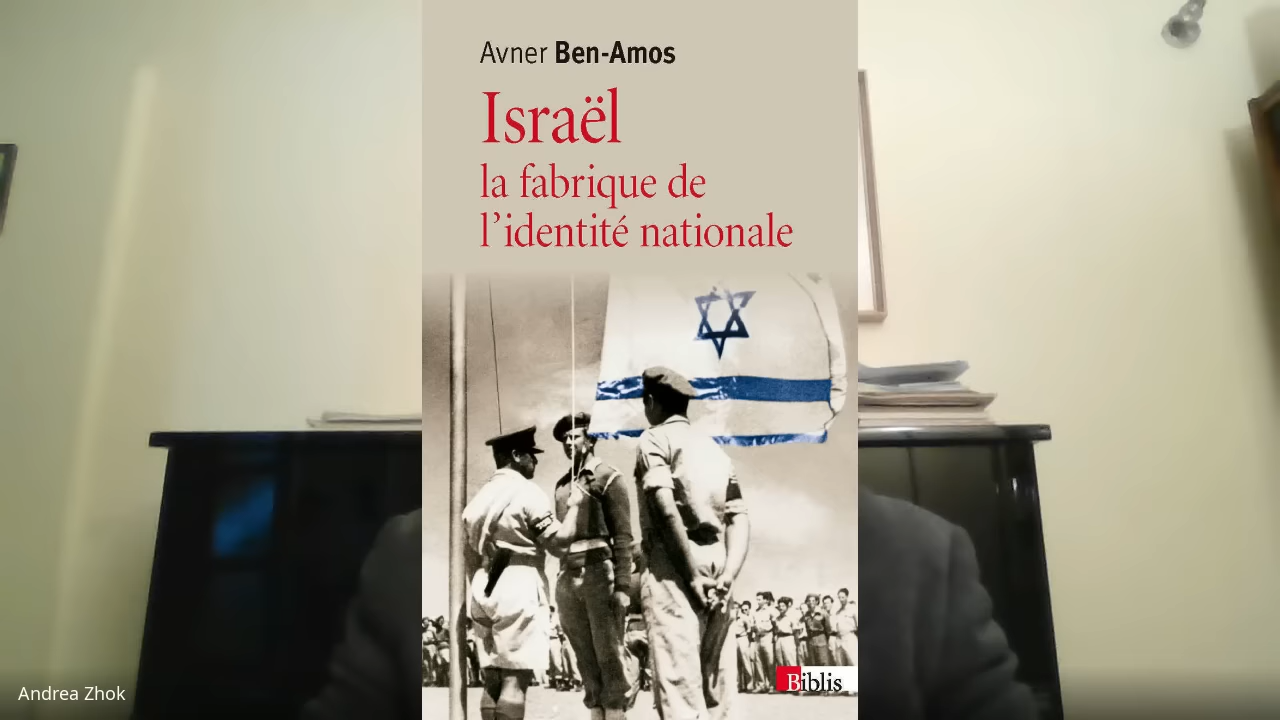 Avner Ben-Amos
Israël
la fabrique de
l’identité nationale
Biblis
Andrea Zhok